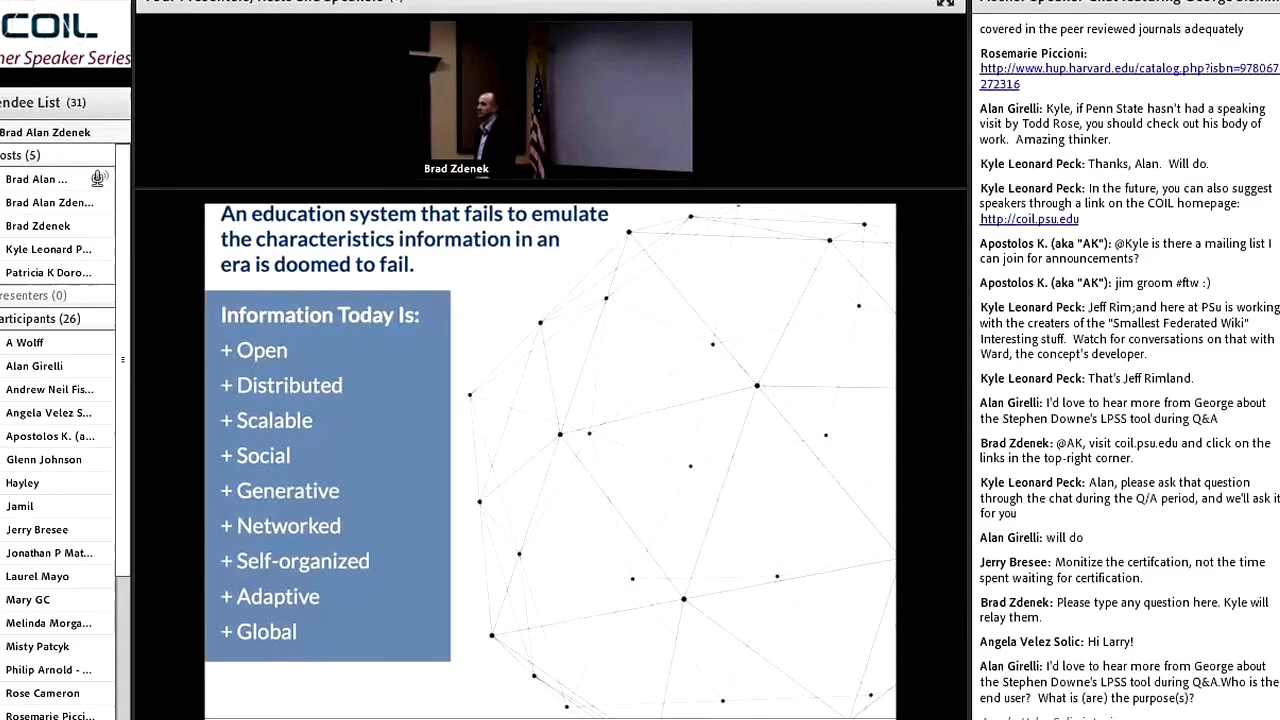 COIL
ner Speaker Series
endee List (31)
Brad Alan Zdenek
osts (5)
Brad Alan ...
Brad Alan Zden...
Brad Zdenek
Kyle Leonard P...
Patricia K Doro...
resenters (0)
articipants (26)
A Wolff
Alan Girelli
Andrew Neil Fis...
Angela Velez S...
Apostolos K. (a...
Glenn Johnson
Hayley
Jamil
Jerry Bresee
Jonathan P Mat...
Laurel Mayo
Mary GC
Melinda Morga...
Misty Patcyk
Philip Arnold - ...
Rose Cameron
Rosemarie Picci...
Brad Zdenek
An education system that fails to emulate
the characteristics information in an
era is doomed to fail.
Information Today Is:
+ Open
+ Distributed
+ Scalable
+ Social
+ Generative
+ Networked
+ Self-organized
+ Adaptive
+ Global
covered in the peer reviewed journals adequately
Rosemarie Piccioni:
http://www.hup.harvard.edu/catalog.php?isbn=978067
272316
Alan Girelli: Kyle, if Penn State hasn't had a speaking
visit by Todd Rose, you should check out his body of
work. Amazing thinker.
Kyle Leonard Peck: Thanks, Alan. Will do.
Kyle Leonard Peck: In the future, you can also suggest
speakers through a link on the COIL homepage:
http://coil.psu.edu
Apostolos K. (aka "AK"): @Kyle is there a mailing list I
can join for announcements?
Apostolos K. (aka "AK"): jim groom #ftw :)
Kyle Leonard Peck: Jeff Rim;and here at PSu is working
with the creators of the "Smallest Federated Wiki"
Interesting stuff. Watch for conversations on that with
Ward, the concept's developer.
Kyle Leonard Peck: That's Jeff Rimland.
Alan Girelli: I'd love to hear more from George about
the Stephen Downe's LPSS tool during Q&A
Brad Zdenek: @AK, visit coil.psu.edu and click on the
links in the top-right corner.
Kyle Leonard Peck: Alan, please ask that question
through the chat during the Q/A period, and we'll ask it
for you
Alan Girelli: will do
Jerry Bresee: Monitize the certifcation, not the time
spent waiting for certification.
Brad Zdenek: Please type any question here. Kyle will
relay them.
Angela Velez Solic: Hi Larry!
Alan Girelli: I'd love to hear more from George about
the Stephen Downe's LPSS tool during Q&A.Who is the
end user? What is (are) the purpose(s)?